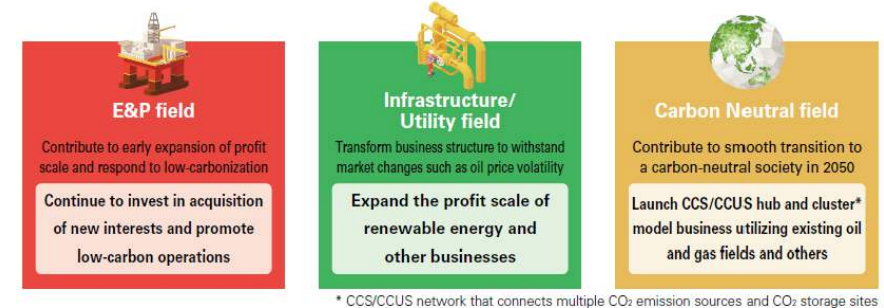 E&P field
Contribute to early expansion of profit
scale and respond to low-carbonization
Continue to invest in acquisition
of new interests and promote
low-carbon operations
Infrastructure/
Utility field
Transform business structure to withstand
market changes such as oil price volatility
Expand the profit scale of
renewable energy and
other businesses
Carbon Neutral field
Contribute to smooth transition to
a carbon-neutral society in 2050
Launch CCS/CCUS hub and cluster*
model business utilizing existing oil
and gas fields and others
* CCS/CCUS network that connects multiple CO₂ emission sources and CO₂ storage sites